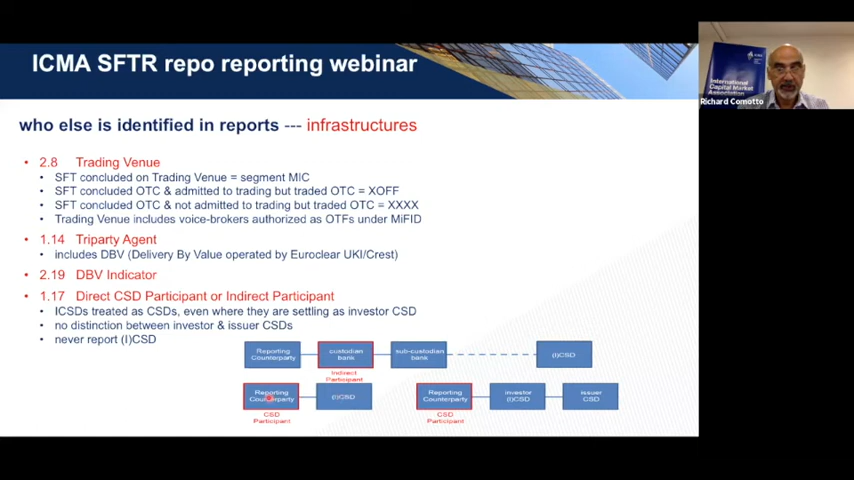 ICMA SFTR repo reporting webinar
International
Capital Market
Association
Richard Comotto
who else is identified in reports --- infrastructures
• 2.8 Trading Venue
• SFT concluded on Trading Venue = segment MIC
• SFT concluded OTC & admitted to trading but traded OTC = XOFF
• SFT concluded OTC & not admitted to trading but traded OTC = XXXX
• Trading Venue includes voice-brokers authorized as OTFs under MiFID
• 1.14 Triparty Agent
• includes DBV (Delivery By Value operated by Euroclear UKI/Crest)
• 2.19 DBV Indicator
• 1.17 Direct CSD Participant or Indirect Participant
• ICSDs treated as CSDs, even where they are settling as investor CSD
• no distinction between investor & issuer CSDs
• never report (I)CSD
Reporting
Counterparty
custodian
bank
sub-custodian
bank
(I)CSD
Indirect
Participant
Reporting
Counterparty
(I)CSD
Reporting
Counterparty
investor
(I)CSD
issuer
CSD
CSD
Participant
CSD
Participant